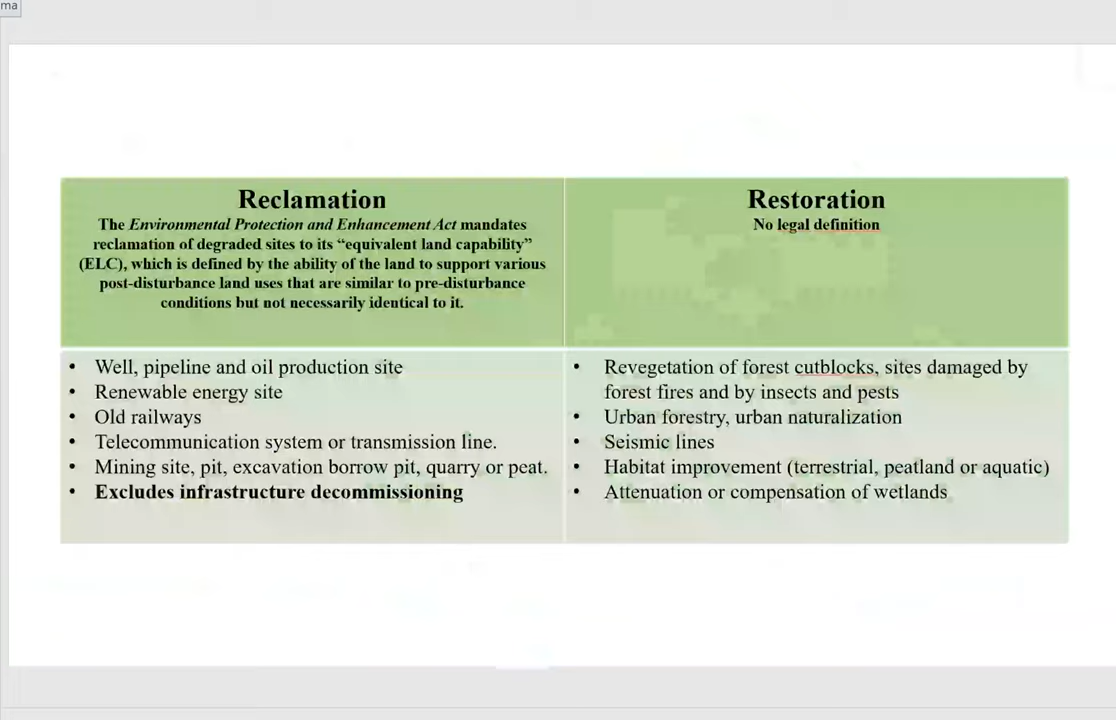 ma
Reclamation
The Environmental Protection and Enhancement Act mandates
reclamation of degraded sites to its “equivalent land capability”
(ELC), which is defined by the ability of the land to support various
post-disturbance land uses that are similar to pre-disturbance
conditions but not necessarily identical to it.
Restoration
No legal definition
• Well, pipeline and oil production site
• Renewable energy site
• Old railways
• Telecommunication system or transmission line.
• Mining site, pit, excavation borrow pit, quarry or peat.
• Excludes infrastructure decommissioning
• Revegetation of forest cutblocks, sites damaged by
forest fires and by insects and pests
• Urban forestry, urban naturalization
• Seismic lines
• Habitat improvement (terrestrial, peatland or aquatic)
• Attenuation or compensation of wetlands